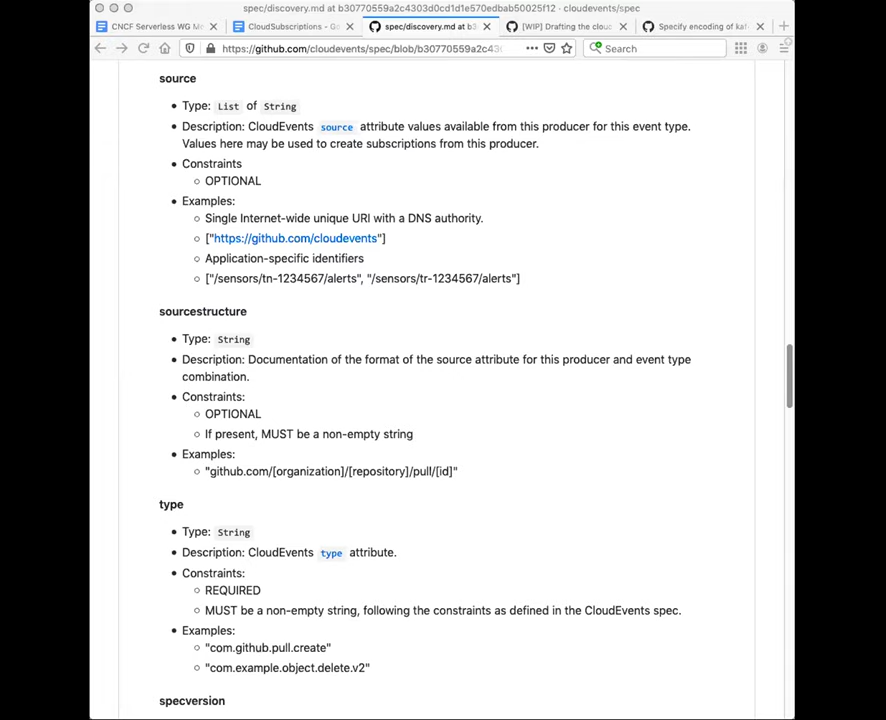 spec/discovery.md at b30770559a2c4303d0cd1d1e570edbab50025f12 · cloudevents/spec
CNCF Serverless WG M
CloudSubscriptions - G
spec/discovery.md at b3
[WIP] Drafting the clou
Specify encoding of kaf
https://github.com/cloudevents/spec/blob/b30770559a2c43
Search
source
Type: List of String
Description: CloudEvents source attribute values available from this producer for this event type.
Values here may be used to create subscriptions from this producer.
Constraints
OPTIONAL
Examples:
Single Internet-wide unique URI with a DNS authority.
["https://github.com/cloudevents"]
Application-specific identifiers
["/sensors/tn-1234567/alerts", "/sensors/tr-1234567/alerts"]
sourcestructure
Type: String
Description: Documentation of the format of the source attribute for this producer and event type
combination.
Constraints:
OPTIONAL
If present, MUST be a non-empty string
Examples:
"github.com/[organization]/[repository]/pull/[id]"
type
Type: String
Description: CloudEvents type attribute.
Constraints:
REQUIRED
MUST be a non-empty string, following the constraints as defined in the CloudEvents spec.
Examples:
"com.github.pull.create"
"com.example.object.delete.v2"
specversion